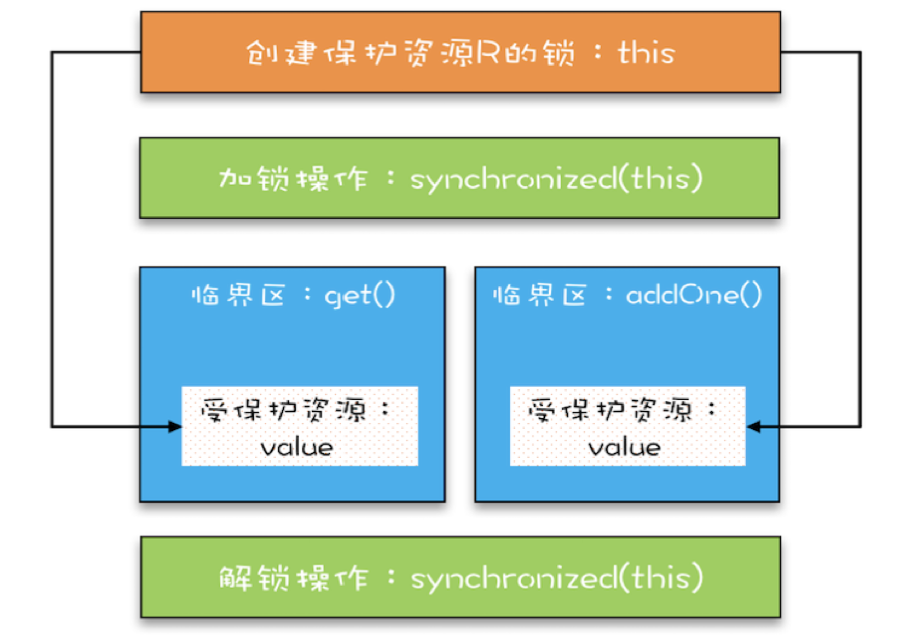 创建保护资源R的锁：this
加锁操作：synchronized(this)
临界区：get()
受保护资源：
value
临界区：addOne()
受保护资源：
value
解锁操作：synchronized(this)